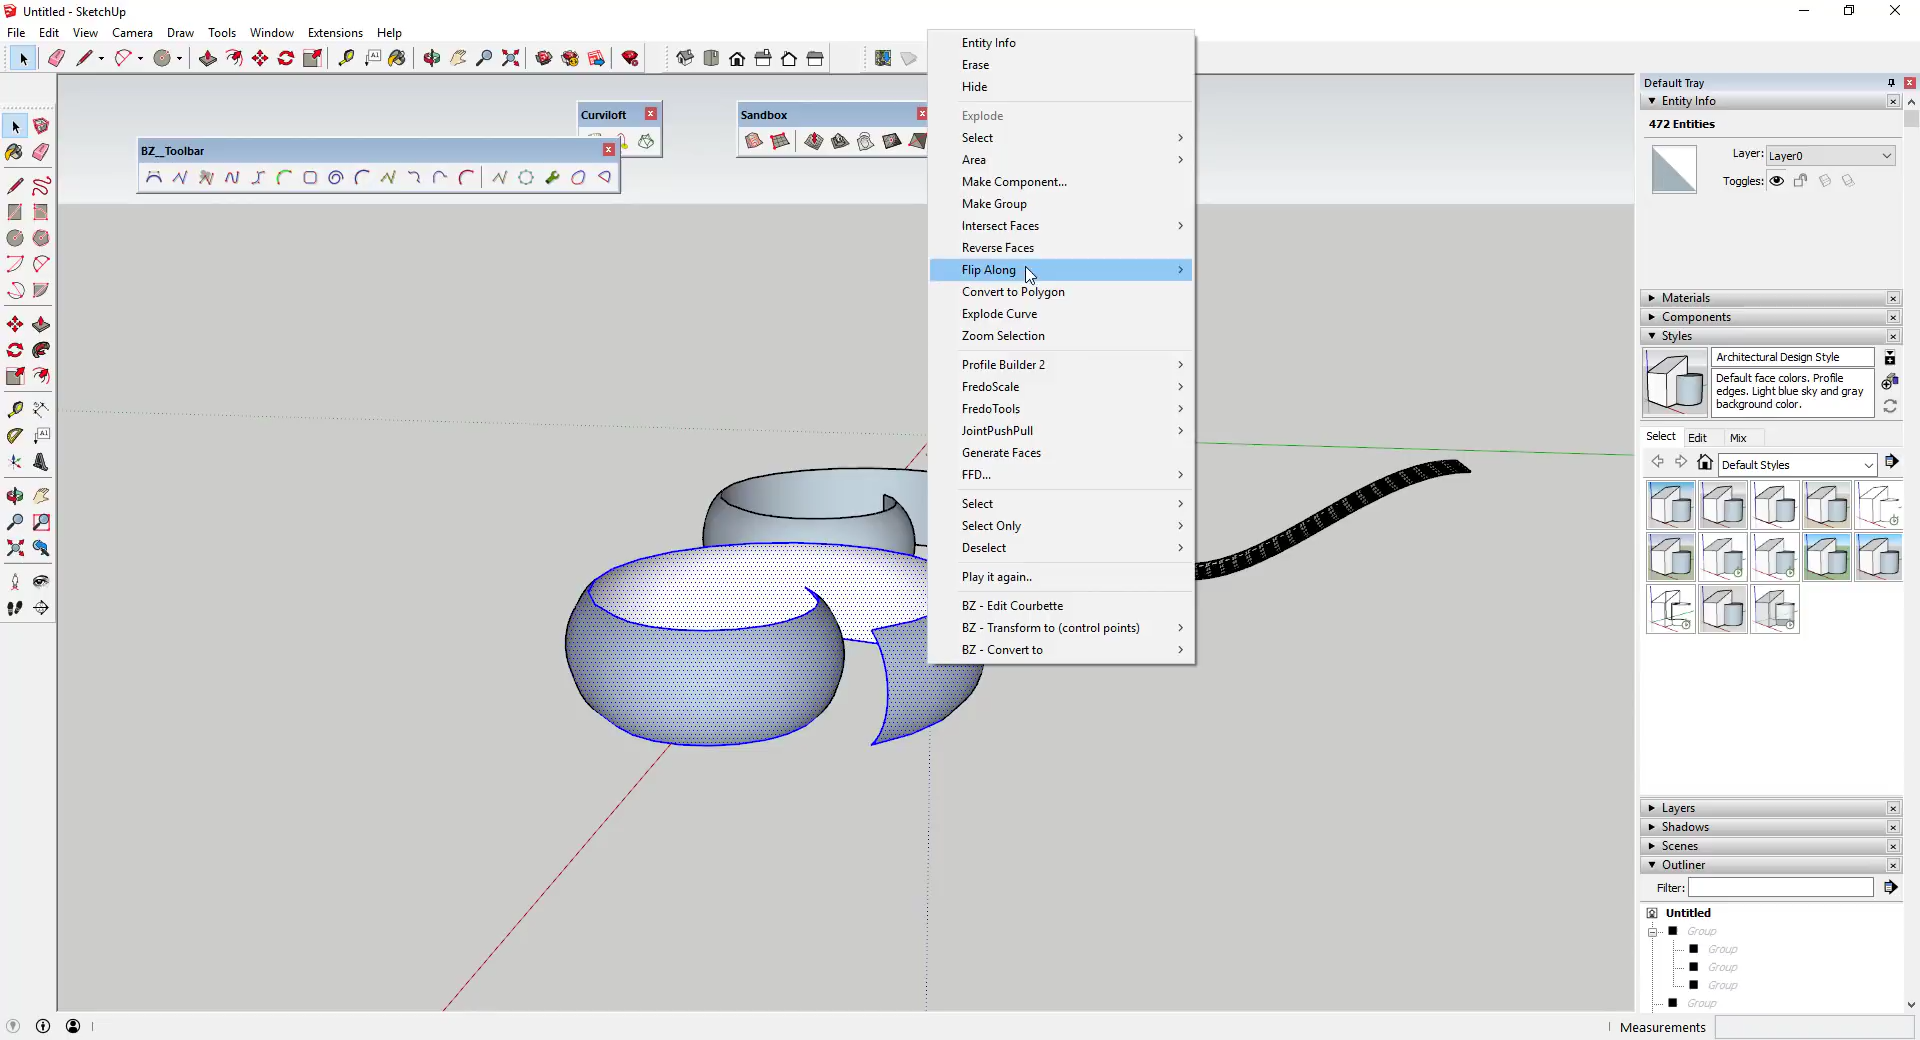 Untitled - SketchUp
File Edit View Camera Draw Tools Window Extensions Help
Curviloft
Sandbox
BZ__Toolbar
Entity Info
Erase
Hide
Explode
Select
Area
Make Component...
Make Group
Intersect Faces
Reverse Faces
Flip Along
Convert to Polygon
Explode Curve
Zoom Selection
Profile Builder 2
FredoScale
FredoTools
JointPushPull
Generate Faces
FFD...
Select
Select Only
Deselect
Play it again..
BZ - Edit Courbette
BZ - Transform to (control points)
BZ - Convert to
Default Tray
Entity Info
472 Entities
Layer: Layer0
Toggles:
Materials
Components
Styles
Architectural Design Style
Default face colors. Profile
edges. Light blue sky and gray
background color.
Select Edit Mix
Default Styles
Layers
Shadows
Scenes
Outliner
Filter:
Untitled
Group
Group
Group
Group
Group
Measurements